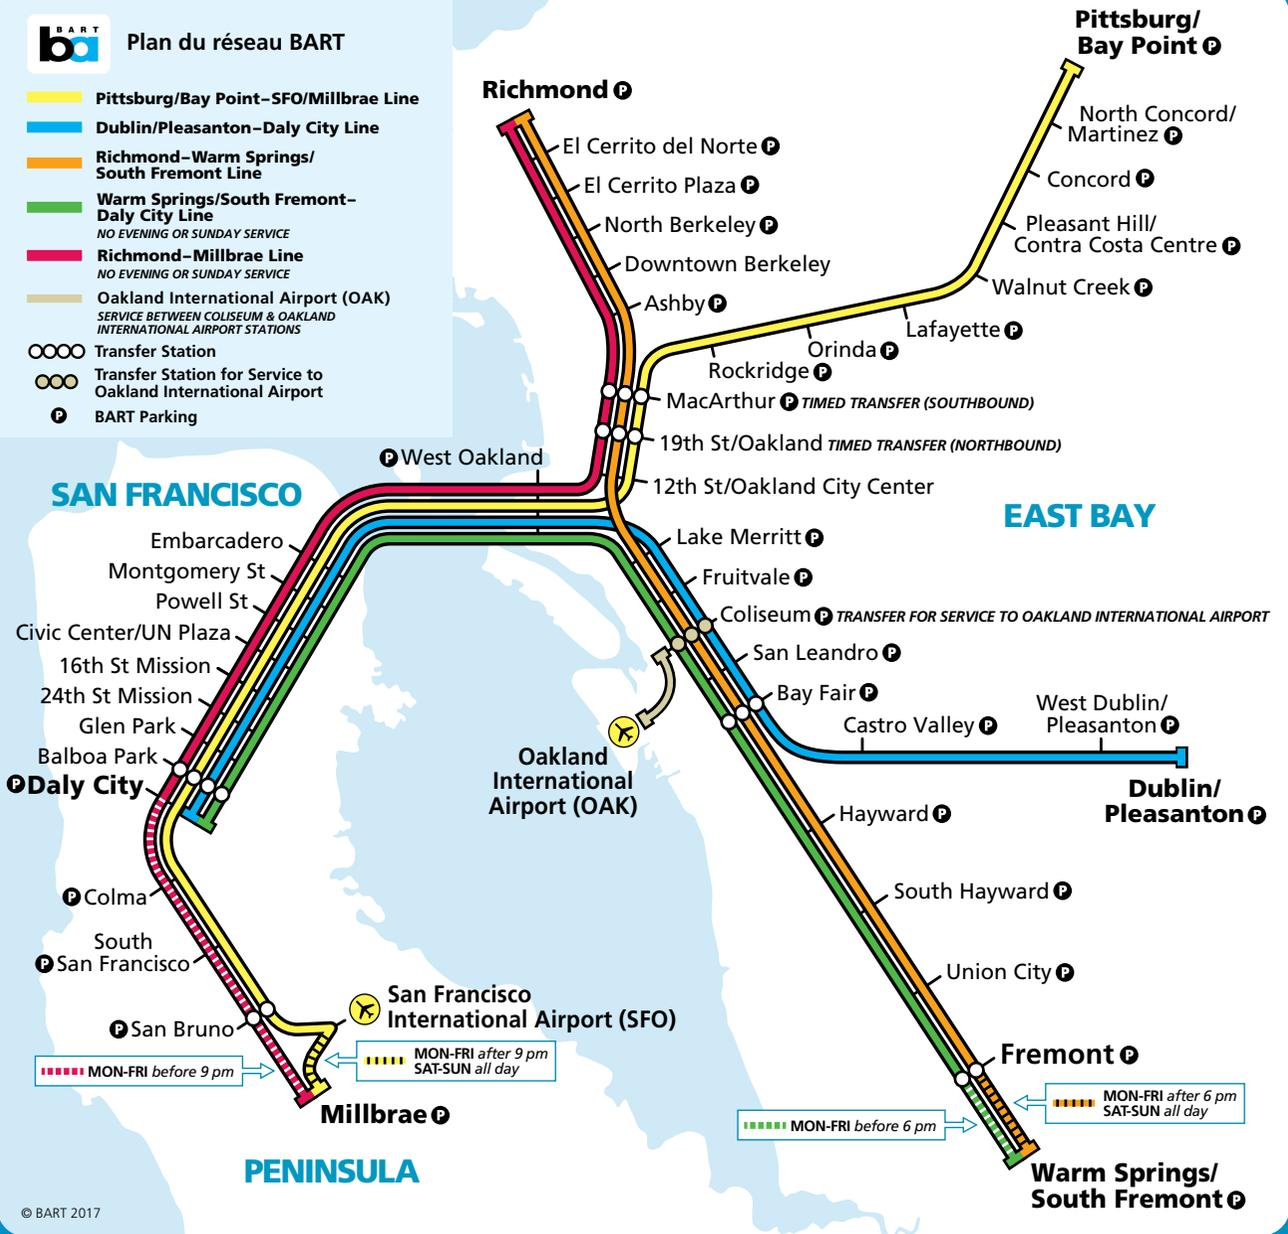 BART
ba
Plan du réseau BART
Pittsburg/Bay Point–SFO/Millbrae Line
Dublin/Pleasanton–Daly City Line
Richmond–Warm Springs/
South Fremont Line
Warm Springs/South Fremont–
Daly City Line
NO EVENING OR SUNDAY SERVICE
Richmond–Millbrae Line
NO EVENING OR SUNDAY SERVICE
Oakland International Airport (OAK)
SERVICE BETWEEN COLISEUM & OAKLAND
INTERNATIONAL AIRPORT STATIONS
Transfer Station
Transfer Station for Service to
Oakland International Airport
P BART Parking
Pittsburg/
Bay Point P
Richmond P
North Concord/
Martinez P
El Cerrito del Norte P
Concord P
El Cerrito Plaza P
North Berkeley P
Pleasant Hill/
Contra Costa Centre P
Downtown Berkeley
Walnut Creek P
Ashby P
Lafayette P
Orinda P
Rockridge P
MacArthur P TIMED TRANSFER (SOUTHBOUND)
19th St/Oakland TIMED TRANSFER (NORTHBOUND)
P West Oakland
12th St/Oakland City Center
SAN FRANCISCO
EAST BAY
Embarcadero
Lake Merritt P
Montgomery St
Fruitvale P
Powell St
Coliseum P TRANSFER FOR SERVICE TO OAKLAND INTERNATIONAL AIRPORT
Civic Center/UN Plaza
San Leandro P
16th St Mission
24th St Mission
Bay Fair P
Glen Park
Castro Valley P
West Dublin/
Pleasanton P
Balboa Park
P Daly City
Oakland
International
Airport (OAK)
Dublin/
Pleasanton P
Hayward P
P Colma
South Hayward P
South
P San Francisco
Union City P
San Francisco
International Airport (SFO)
P San Bruno
MON-FRI before 9 pm
MON-FRI after 9 pm
SAT-SUN all day
Fremont P
Millbrae P
MON-FRI after 6 pm
SAT-SUN all day
MON-FRI before 6 pm
PENINSULA
Warm Springs/
South Fremont P
© BART 2017